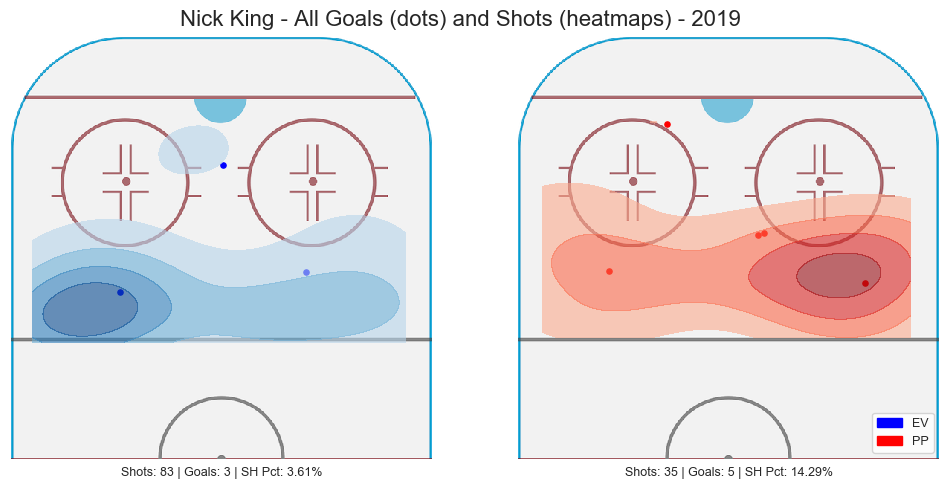 Nick King - All Goals (dots) and Shots (heatmaps) - 2019
EV
PP
Shots: 83 | Goals: 3 | SH Pct: 3.61%
Shots: 35 | Goals: 5 | SH Pct: 14.29%